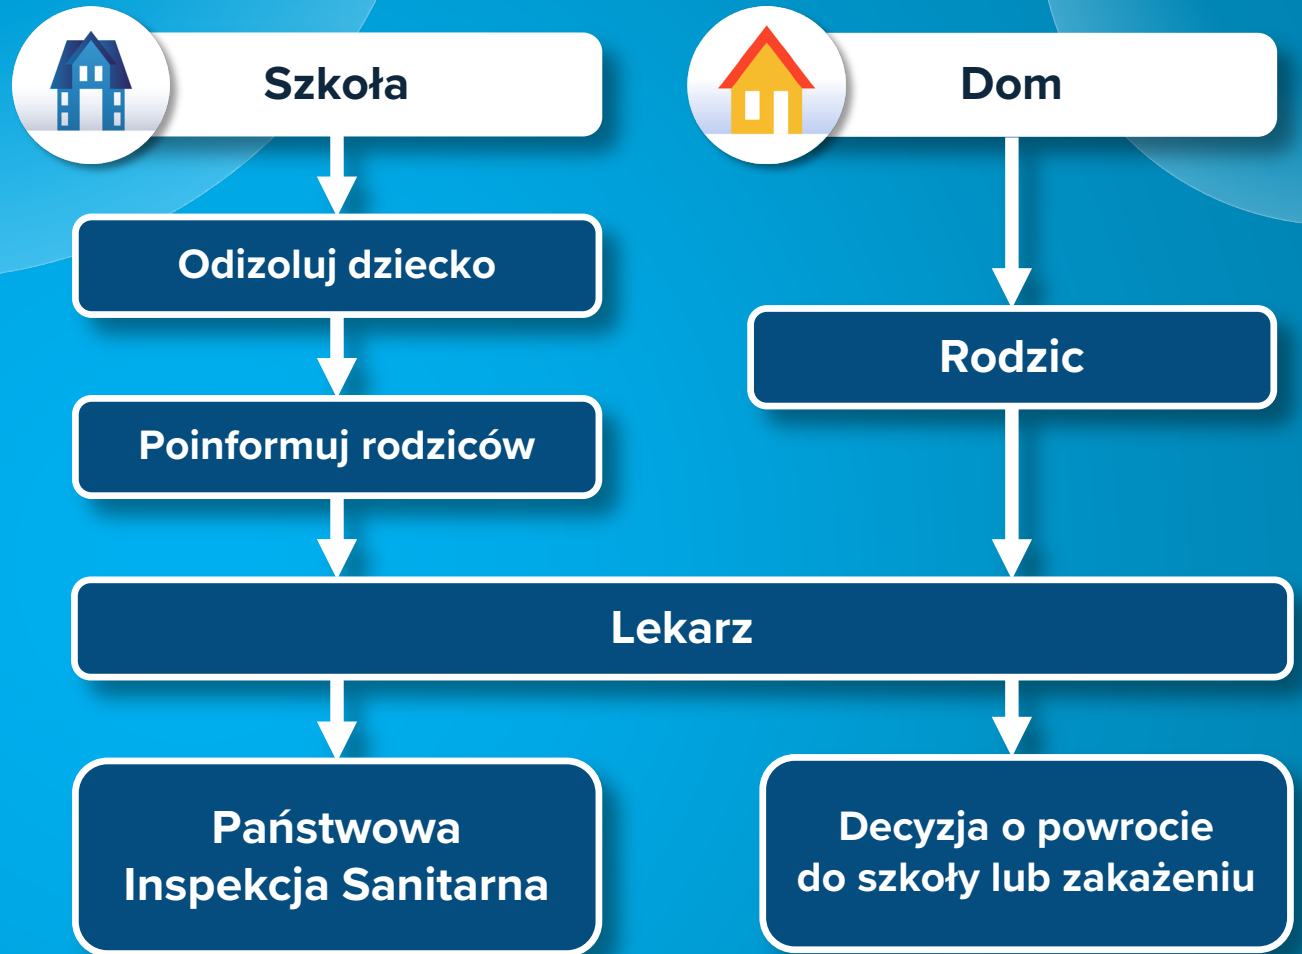 Szkoła
Odizoluj dziecko
Poinformuj rodziców
Dom
Rodzic
Lekarz
Państwowa
Inspekcja Sanitarna
Decyzja o powrocie
do szkoły lub zakażeniu